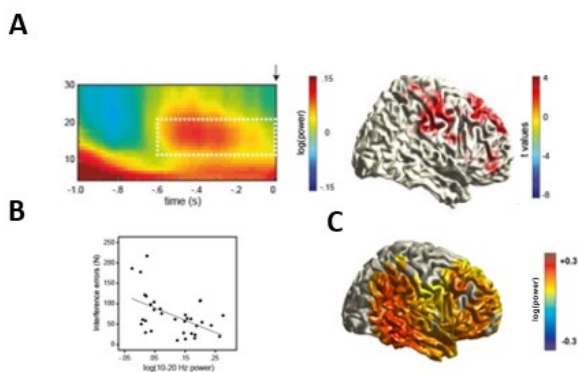 A
30
20
10
-1.0 -.8 -.6 -.4 -.2 0
time (s)
.15
0
-.15
log(power)
4
0
-4
-8
t values
B
250
200
150
100
50
0
Interference errors (N)
-.05 .05 .15 .25
log(10-20 Hz power)
C
+0.3
-0.3
log(power)